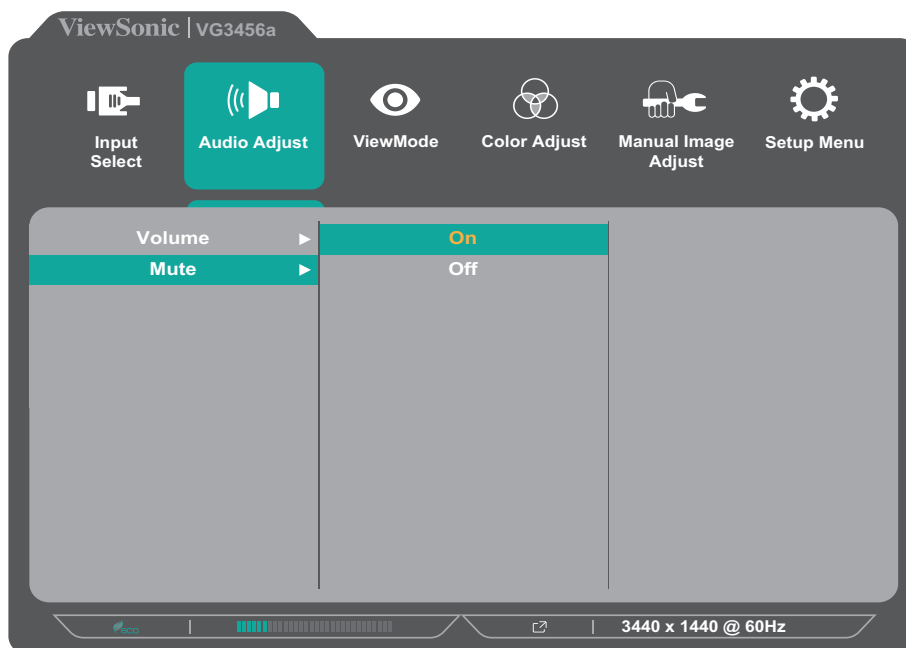 ViewSonic | VG3456a
Input Select
Audio Adjust
ViewMode
Color Adjust
Manual Image Adjust
Setup Menu
Volume
On
Mute
Off
eco
3440 x 1440 @ 60Hz